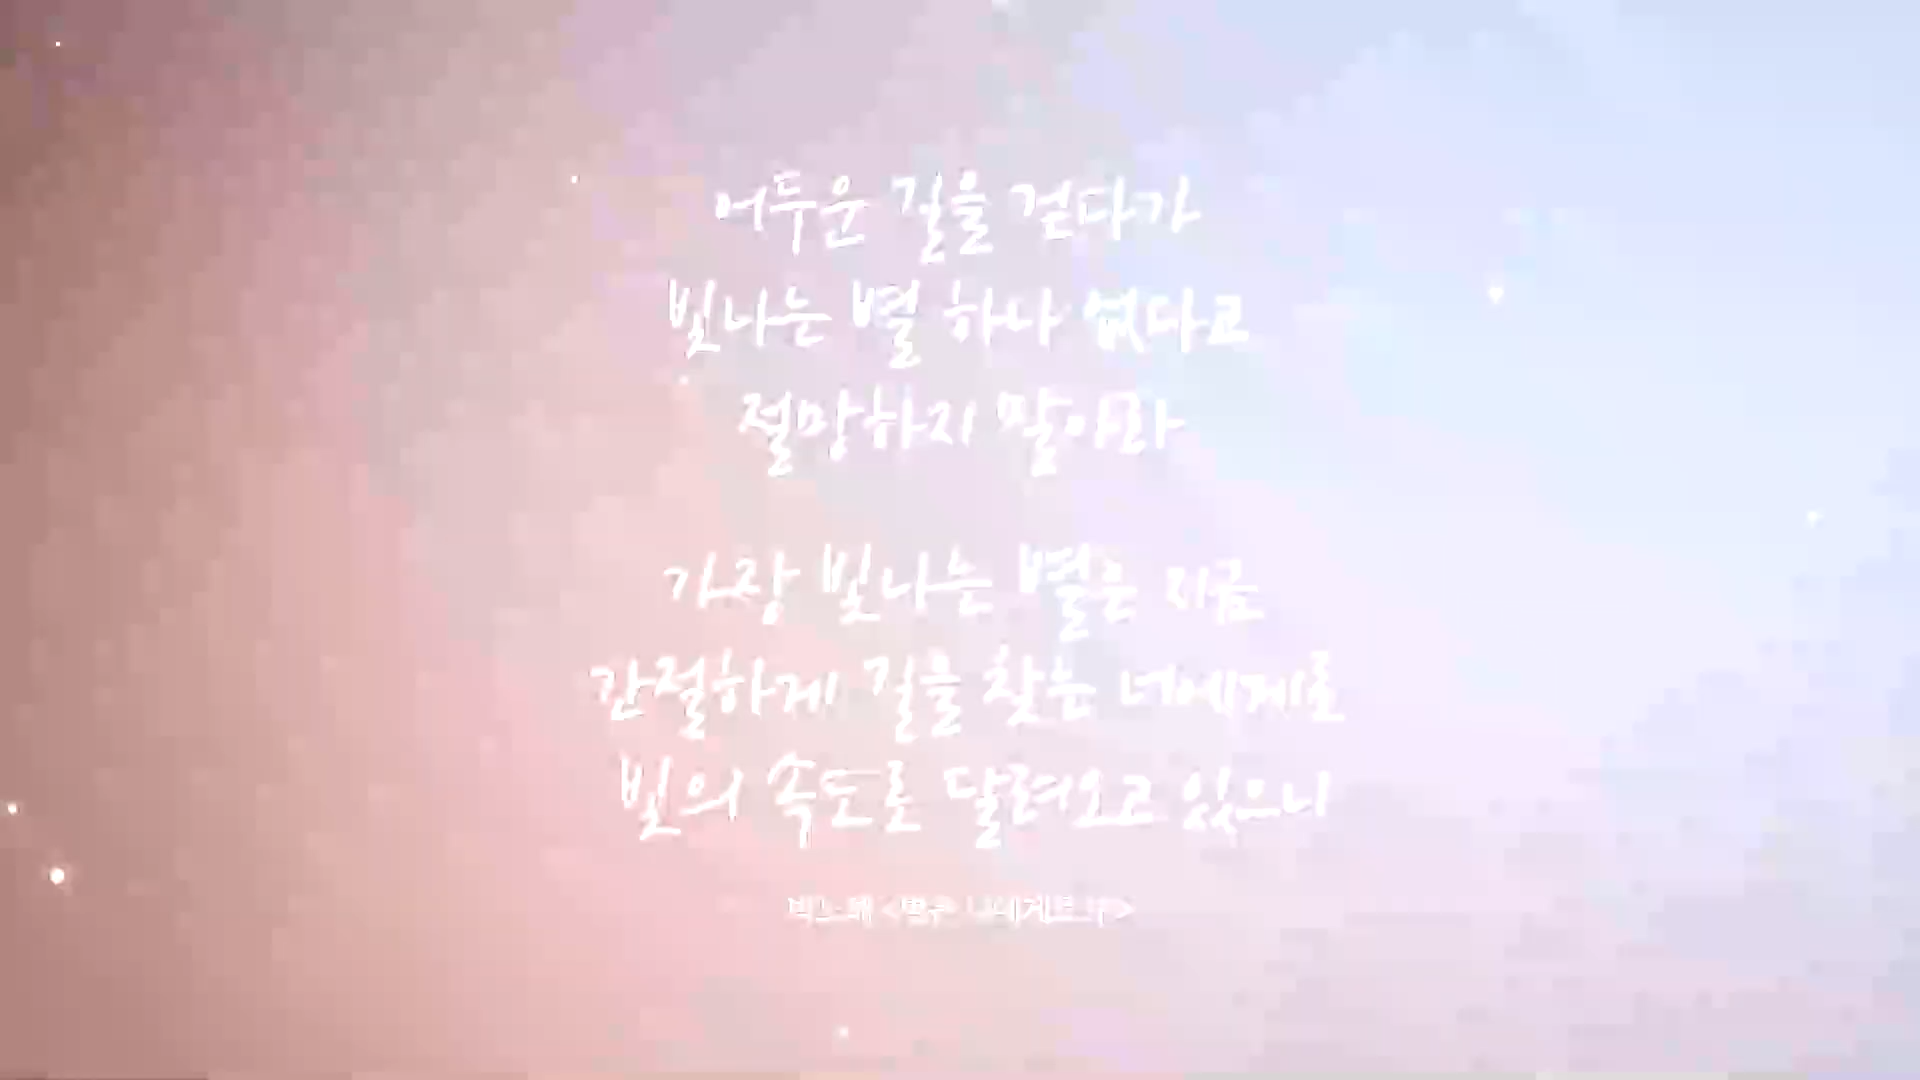 어두운 길을 걷다가
빛나는 별 하나 없다고
절망하지 말아라
가장 빛나는 별은 지금
간절하게 길을 찾는 너에게로
빛의 속도로 달려오고 있으니